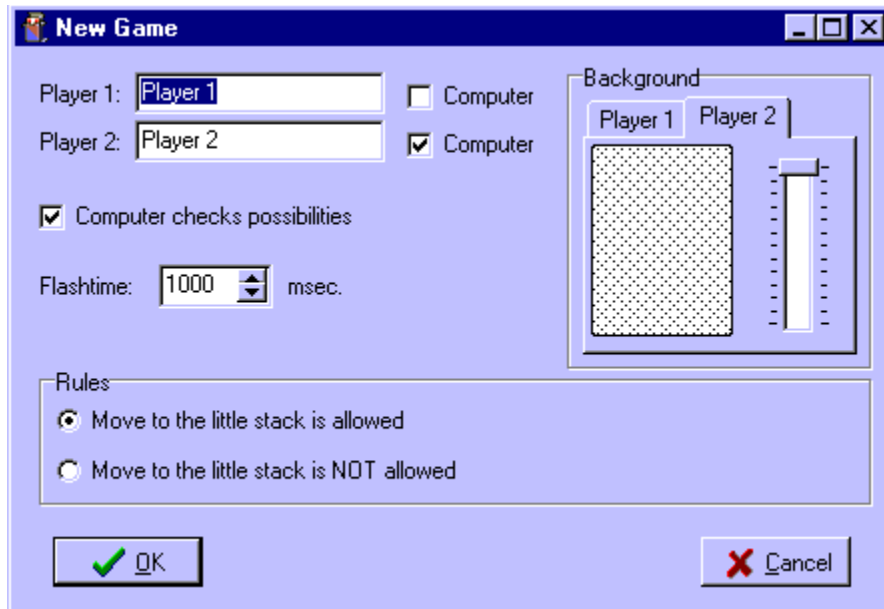 New Game
Player 1: Player 1 Computer
Player 2: Player 2 Computer
Background
Player 1 Player 2
Computer checks possibilities
Flashtime: 1000 msec.
Rules
Move to the little stack is allowed
Move to the little stack is NOT allowed
OK Cancel